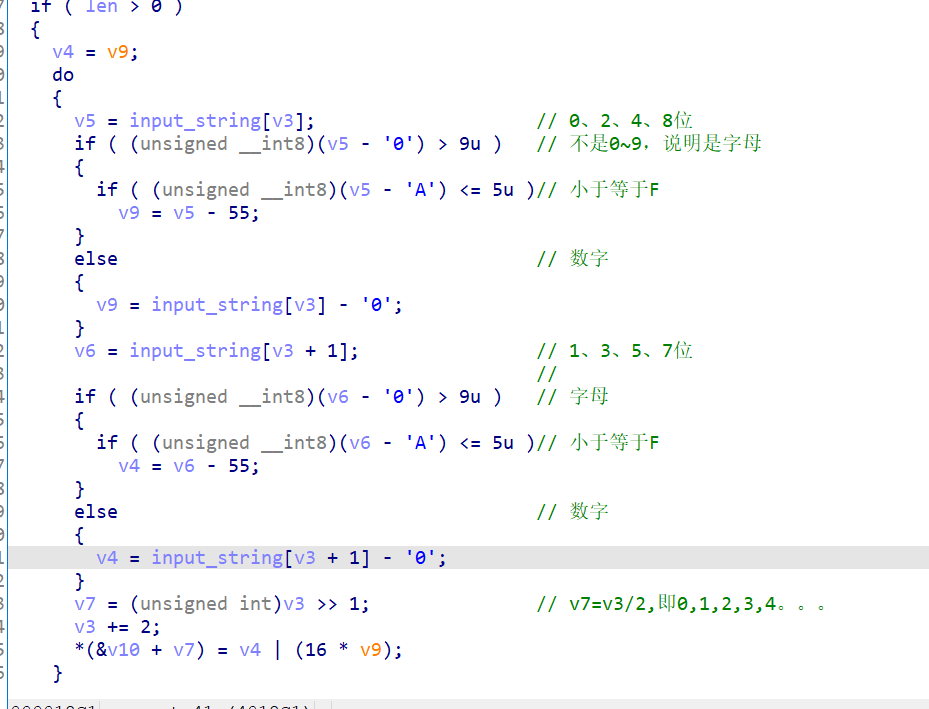 if ( len > 0 )
{
v4 = v9;
do
{
v5 = input_string[v3]; // 0、2、4、8位
if ( (unsigned __int8)(v5 - '0') > 9u ) // 不是0~9，说明是字母
{
if ( (unsigned __int8)(v5 - 'A') <= 5u )// 小于等于F
v9 = v5 - 55;
}
else // 数字
{
v9 = input_string[v3] - '0';
}
v6 = input_string[v3 + 1]; // 1、3、5、7位
//
if ( (unsigned __int8)(v6 - '0') > 9u ) // 字母
{
if ( (unsigned __int8)(v6 - 'A') <= 5u )// 小于等于F
v4 = v6 - 55;
}
else // 数字
{
v4 = input_string[v3 + 1] - '0';
}
v7 = (unsigned int)v3 >> 1; // v7=v3/2,即0,1,2,3,4。。。
v3 += 2;
*(&v10 + v7) = v4 | (16 * v9);
}